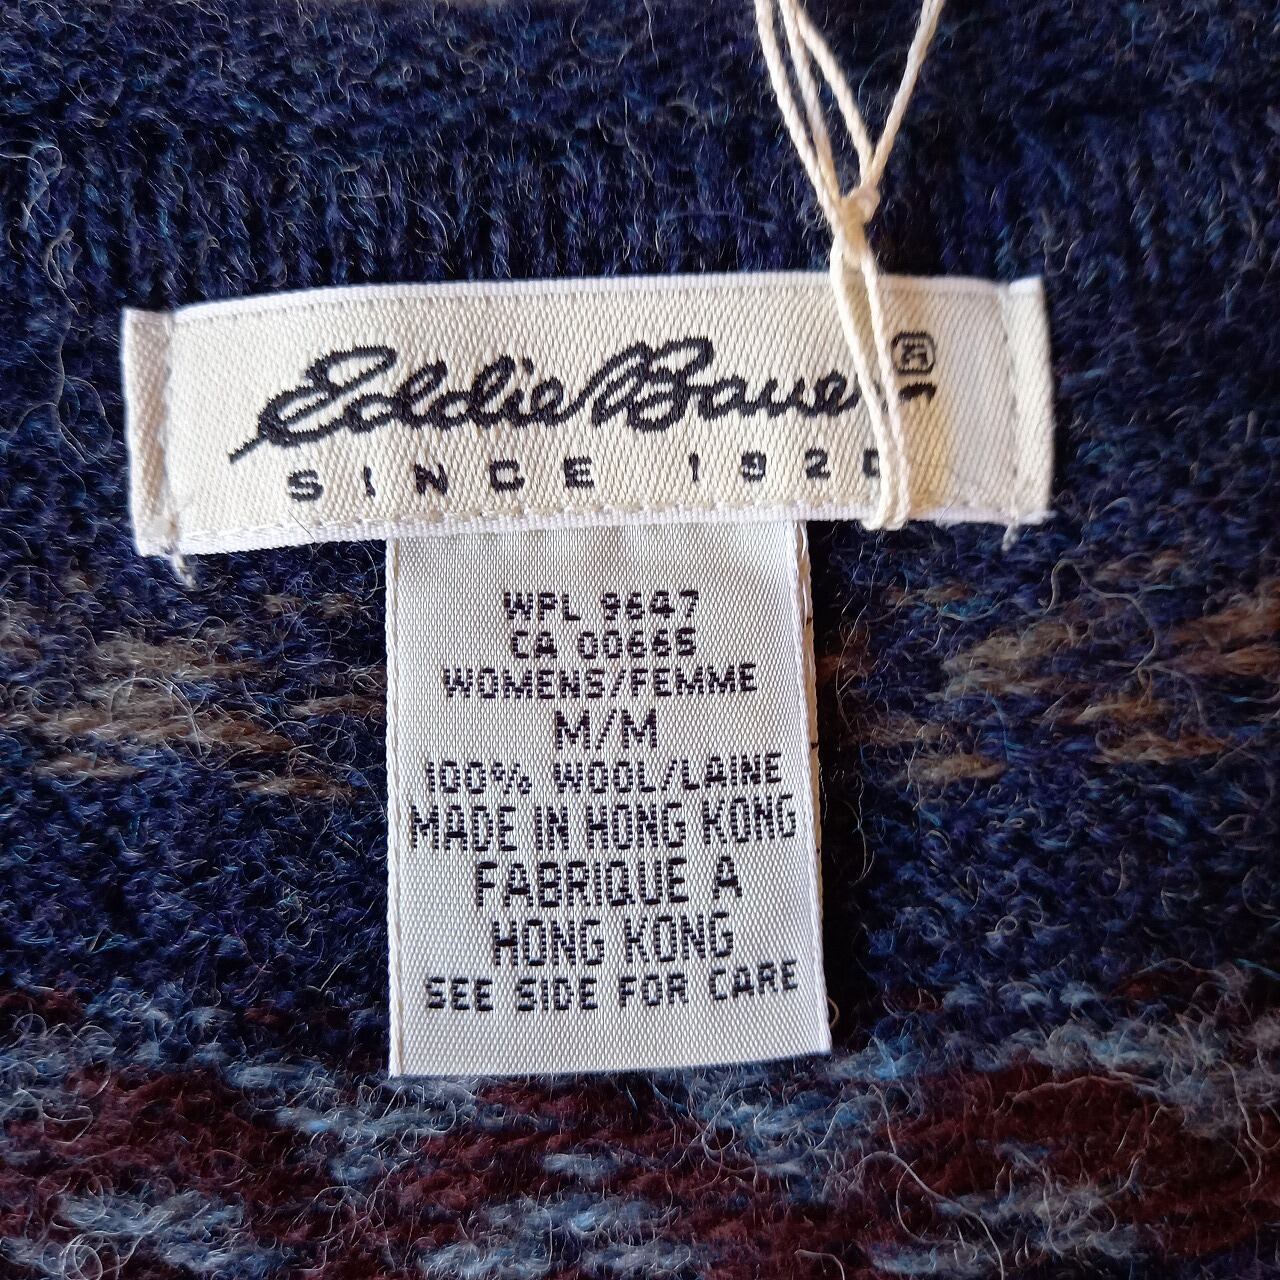 Eddie Bauer ®
SINCE 1920
WPL 9647
CA 00665
WOMENS/FEMME
M/M
100% WOOL/LAINE
MADE IN HONG KONG
FABRIQUE A
HONG KONG
SEE SIDE FOR CARE